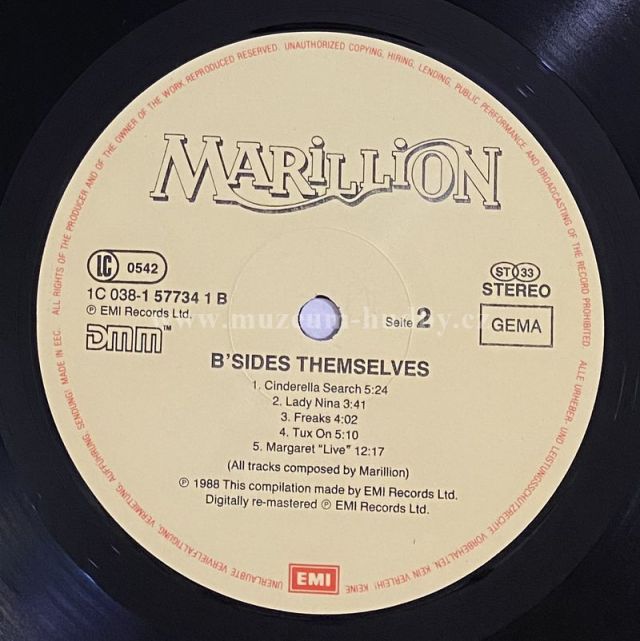 ALL RIGHTS OF THE PRODUCER AND OF THE OWNER OF THE WORK REPRODUCED RESERVED. UNAUTHORIZED COPYING, HIRING, LENDING, PUBLIC PERFORMANCE AND BROADCASTING OF THE RECORD PROHIBITED. ALLE URHEBER- UND LEISTUNGSSCHUTZRECHTE VORBEHALTEN. KEIN VERLEIH! KEINE UNERLAUBTE VERVIELFÄLTIGUNG, VERMIETUNG, AUFFÜHRUNG, SENDUNG! MADE IN EEC.
MARILLION
LC 0542
1C 038-1 57734 1 B
℗ EMI Records Ltd.
DMM™
ST 33
STEREO
GEMA
www.muzeum-hudby.cz
Seite 2
B'SIDES THEMSELVES
1. Cinderella Search 5:24
2. Lady Nina 3:41
3. Freaks 4:02
4. Tux On 5:10
5. Margaret "Live" 12:17
(All tracks composed by Marillion)
℗ 1988 This compilation made by EMI Records Ltd.
Digitally re-mastered ℗ EMI Records Ltd.
EMI